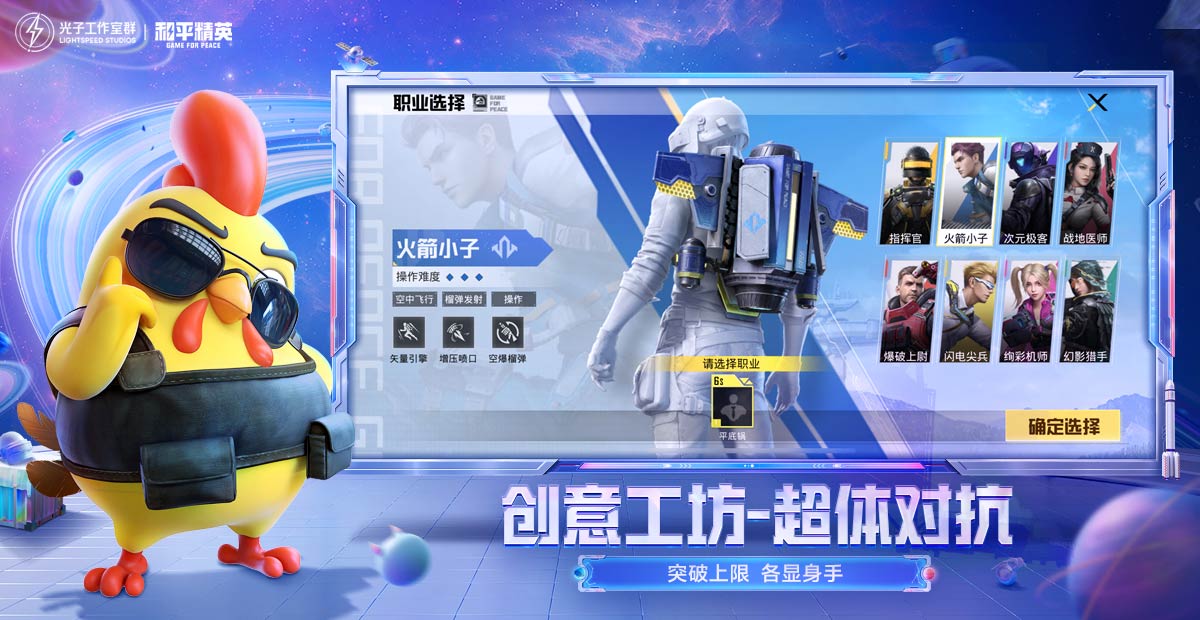 光子工作室群
LIGHTSPEED STUDIOS
和平精英
GAME FOR PEACE
职业选择
GAME
FOR
PEACE
火箭小子
操作难度
空中飞行 榴弹发射 操作
矢量引擎 增压喷口 空爆榴弹
指挥官 火箭小子 次元极客 战地医师
爆破上尉 闪电尖兵 绚彩机师 幻影猎手
请选择职业
6s
平底锅
确定选择
创意工坊-超体对抗
突破上限 各显身手